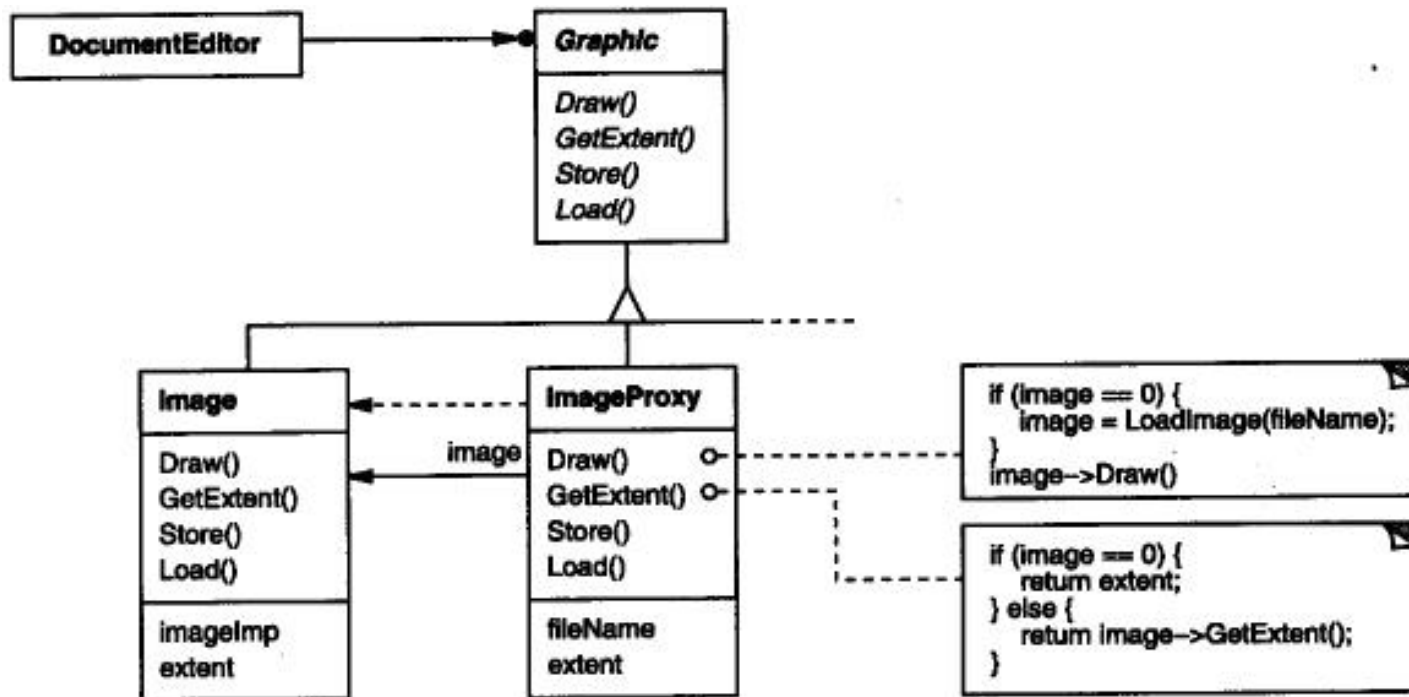 DocumentEditor
Graphic
Draw()
GetExtent()
Store()
Load()
Image
Draw()
GetExtent()
Store()
Load()
imageImp
extent
image
ImageProxy
Draw()
GetExtent()
Store()
Load()
fileName
extent
if (image == 0) {
image = LoadImage(fileName);
}
image->Draw()
if (image == 0) {
return extent;
} else {
return image->GetExtent();
}